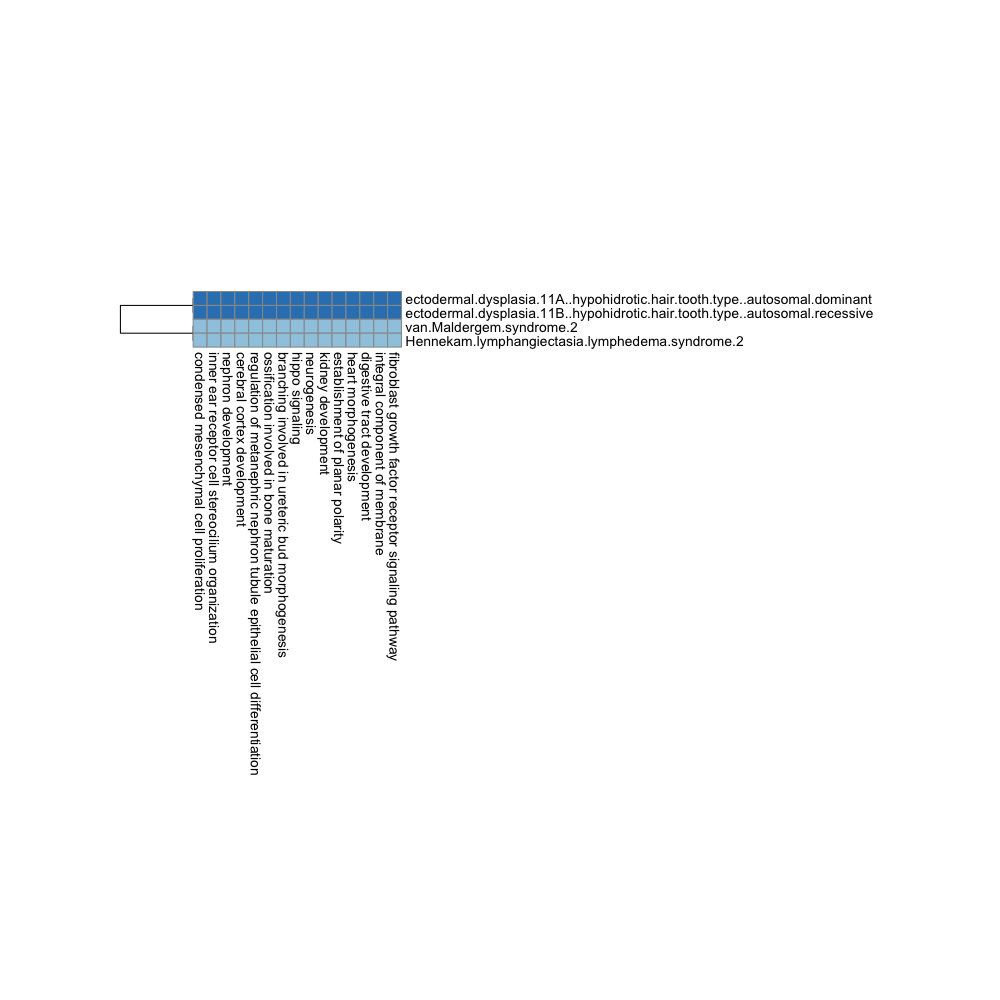 ectodermal.dysplasia.11A..hypohidrotic.hair.tooth.type..autosomal.dominant
ectodermal.dysplasia.11B..hypohidrotic.hair.tooth.type..autosomal.recessive
van.Maldergem.syndrome.2
Hennekam.lymphangiectasia.lymphedema.syndrome.2
condensed mesenchymal cell proliferation
inner ear receptor cell stereocilium organization
nephron development
cerebral cortex development
regulation of metanephric nephron tubule epithelial cell differentiation
ossification involved in bone maturation
branching involved in ureteric bud morphogenesis
hippo signaling
neurogenesis
kidney development
establishment of planar polarity
heart morphogenesis
digestive tract development
integral component of membrane
fibroblast growth factor receptor signaling pathway